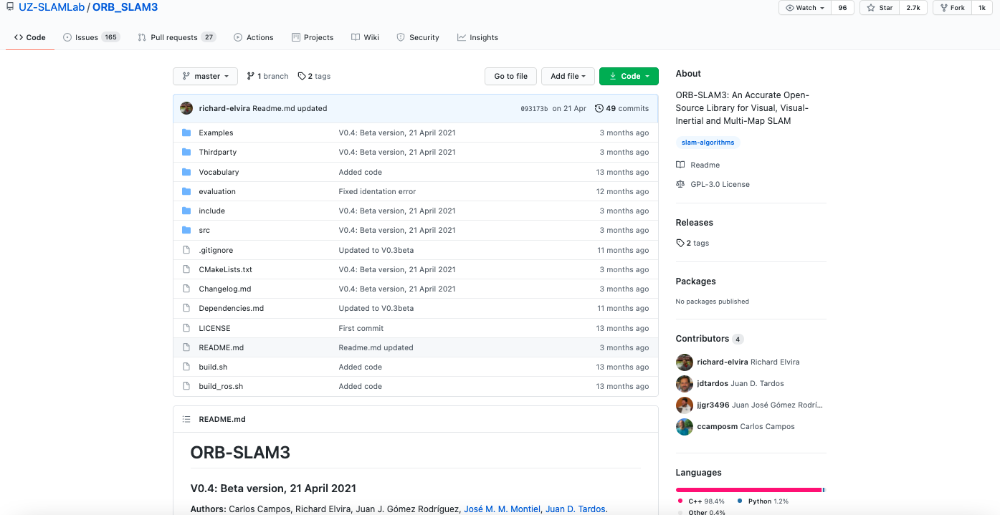 UZ-SLAMLab / ORB_SLAM3
Watch 96 Star 2.7k Fork 1k
Code Issues 165 Pull requests 27 Actions Projects Wiki Security Insights
master 1 branch 2 tags Go to file Add file Code
richard-elvira Readme.md updated 093173b on 21 Apr 49 commits
Examples V0.4: Beta version, 21 April 2021 3 months ago
Thirdparty V0.4: Beta version, 21 April 2021 3 months ago
Vocabulary Added code 13 months ago
evaluation Fixed identation error 12 months ago
include V0.4: Beta version, 21 April 2021 3 months ago
src V0.4: Beta version, 21 April 2021 3 months ago
.gitignore Updated to V0.3beta 11 months ago
CMakeLists.txt V0.4: Beta version, 21 April 2021 3 months ago
Changelog.md V0.4: Beta version, 21 April 2021 3 months ago
Dependencies.md Updated to V0.3beta 11 months ago
LICENSE First commit 13 months ago
README.md Readme.md updated 3 months ago
build.sh Added code 13 months ago
build_ros.sh Added code 13 months ago
README.md
ORB-SLAM3
V0.4: Beta version, 21 April 2021
Authors: Carlos Campos, Richard Elvira, Juan J. Gómez Rodríguez, José M. M. Montiel, Juan D. Tardos.
About
ORB-SLAM3: An Accurate Open-
Source Library for Visual, Visual-
Inertial and Multi-Map SLAM
slam-algorithms
Readme
GPL-3.0 License
Releases
2 tags
Packages
No packages published
Contributors 4
richard-elvira Richard Elvira
jdtardos Juan D. Tardos
jjgr3496 Juan José Gómez Rodrí...
ccamposm Carlos Campos
Languages
C++ 98.4% Python 1.2%
Other 0.4%